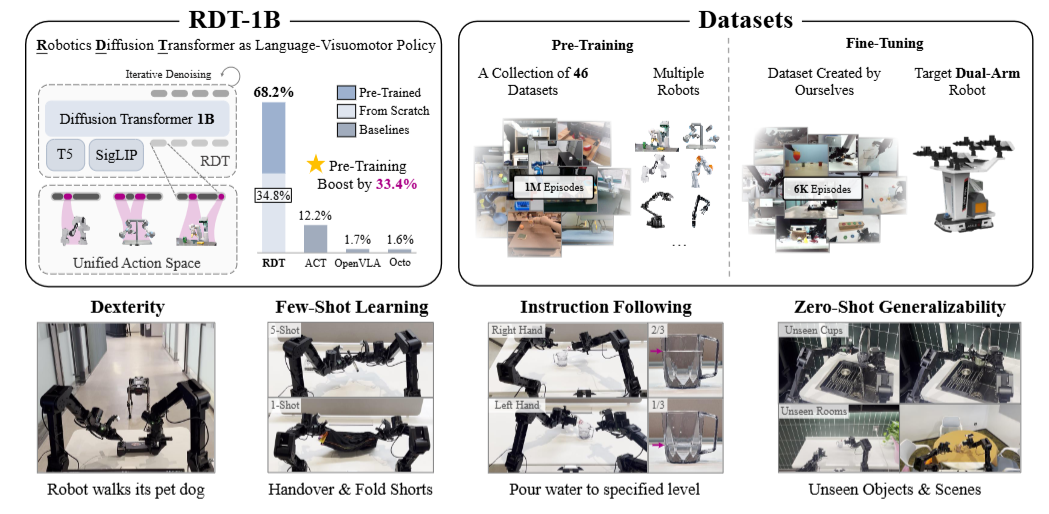 RDT-1B
Robotics Diffusion Transformer as Language-Visuomotor Policy
Iterative Denoising
Diffusion Transformer 1B
T5
SigLIP
RDT
Unified Action Space
68.2%
34.8%
12.2%
1.7%
1.6%
RDT
ACT
OpenVLA
Octo
Pre-Trained
From Scratch
Baselines
Pre-Training
Boost by 33.4%
Datasets
Pre-Training
A Collection of 46
Datasets
1M Episodes
Multiple
Robots
...
Fine-Tuning
Dataset Created by
Ourselves
6K Episodes
Target Dual-Arm
Robot
Dexterity
Robot walks its pet dog
Few-Shot Learning
5-Shot
1-Shot
Handover & Fold Shorts
Instruction Following
Right Hand
2/3
Left Hand
1/3
Pour water to specified level
Zero-Shot Generalizability
Unseen Cups
Unseen Rooms
Unseen Objects & Scenes